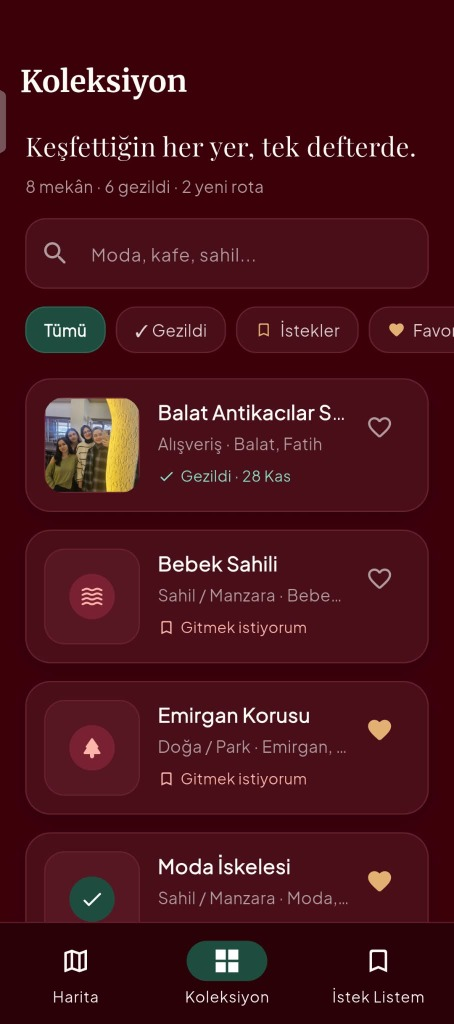 Koleksiyon
Keşfettiğin her yer, tek defterde.
8 mekân · 6 gezildi · 2 yeni rota
Moda, kafe, sahil...
Tümü
✓ Gezildi
İstekler
Favor
Balat Antikacılar S...
Alışveriş · Balat, Fatih
Gezildi · 28 Kas
Bebek Sahili
Sahil / Manzara · Bebe...
Gitmek istiyorum
Emirgan Korusu
Doğa / Park · Emirgan, ...
Gitmek istiyorum
Moda İskelesi
Sahil / Manzara · Moda,...
Harita
Koleksiyon
İstek Listem